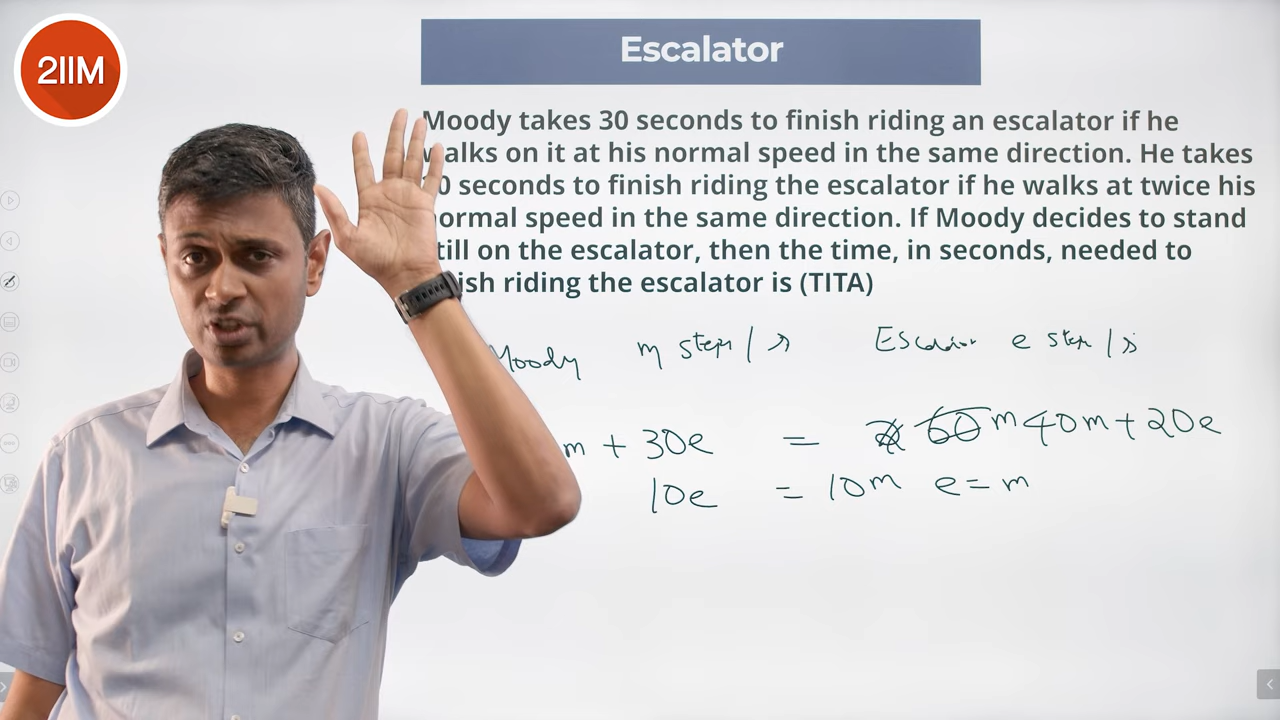 2IIM
Escalator
Moody takes 30 seconds to finish riding an escalator if he
walks on it at his normal speed in the same direction. He takes
0 seconds to finish riding the escalator if he walks at twice his
normal speed in the same direction. If Moody decides to stand
till on the escalator, then the time, in seconds, needed to
ish riding the escalator is (TITA)
Moody m steps / s Escalator e steps / s
m + 30e = 60m 40m + 20e
10e = 10m e = m